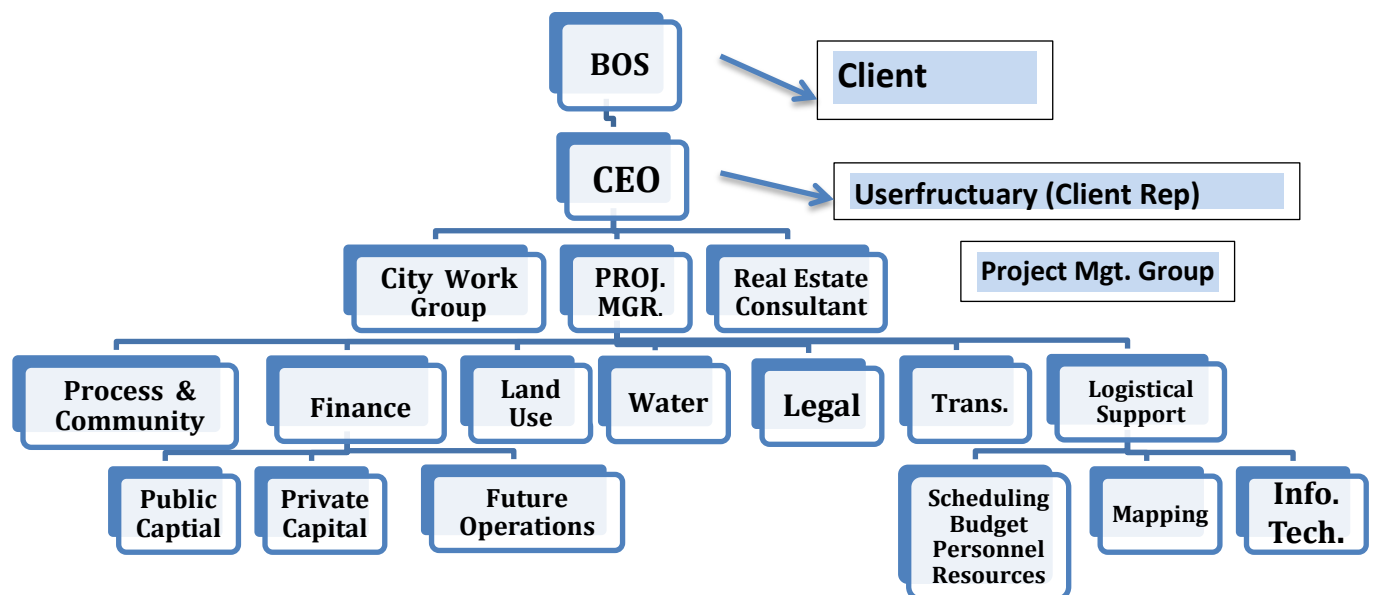 BOS
Client
CEO
Userfructuary (Client Rep)
City Work
Group
PROJ.
MGR.
Real Estate
Consultant
Project Mgt. Group
Process &
Community
Finance
Land
Use
Water
Legal
Trans.
Logistical
Support
Public
Captial
Private
Capital
Future
Operations
Scheduling
Budget
Personnel
Resources
Mapping
Info.
Tech.